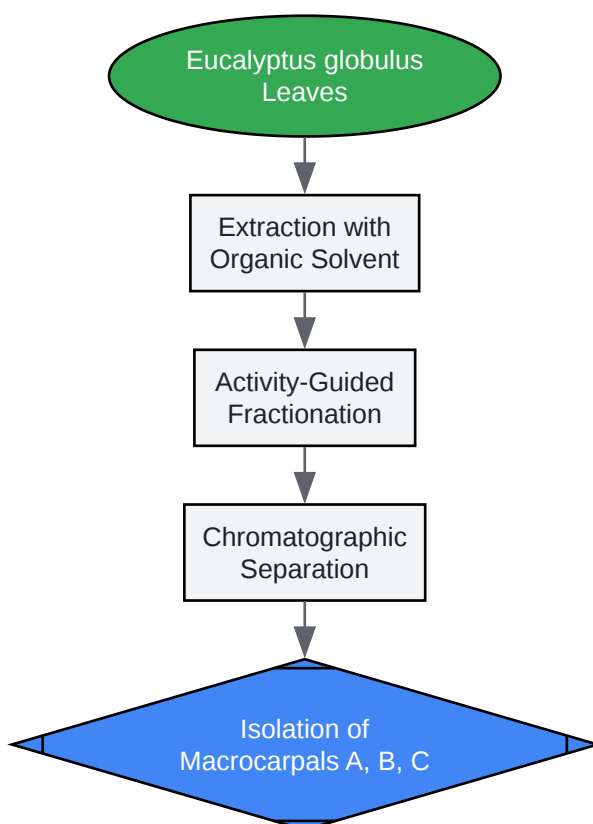 Eucalyptus globulus
Leaves
Extraction with
Organic Solvent
Activity-Guided
Fractionation
Chromatographic
Separation
Isolation of
Macrocarpals A, B, C